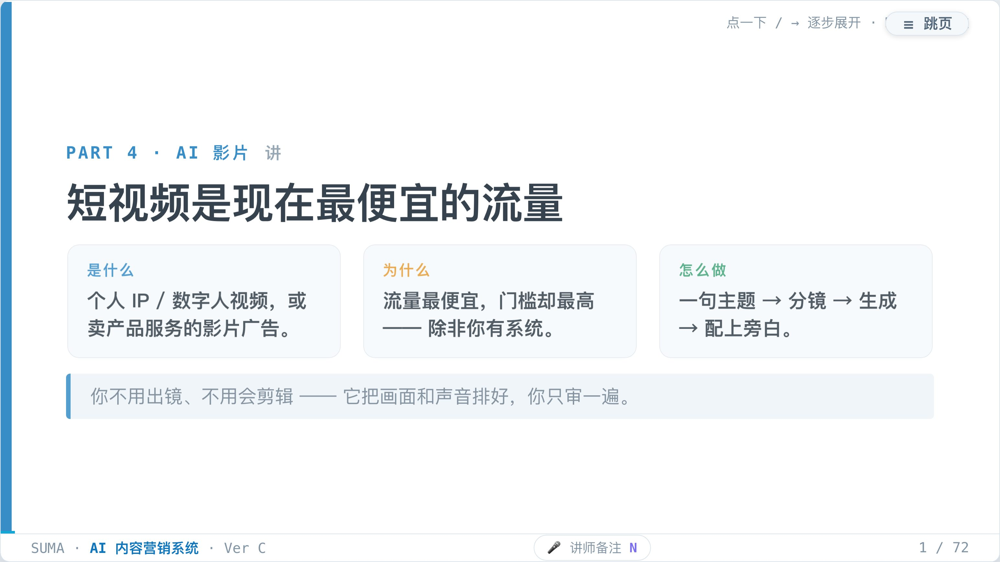 点一下 / → 逐步展开 ·
≡ 跳页
PART 4 · AI 影片 讲
短视频是现在最便宜的流量
是什么
个人 IP / 数字人视频，或
卖产品服务的影片广告。
为什么
流量最便宜，门槛却最高
—— 除非你有系统。
怎么做
一句主题 → 分镜 → 生成
→ 配上旁白。
你不用出镜、不用会剪辑 —— 它把画面和声音排好，你只审一遍。
SUMA · AI 内容营销系统 · Ver C
🎤 讲师备注 N
1 / 72